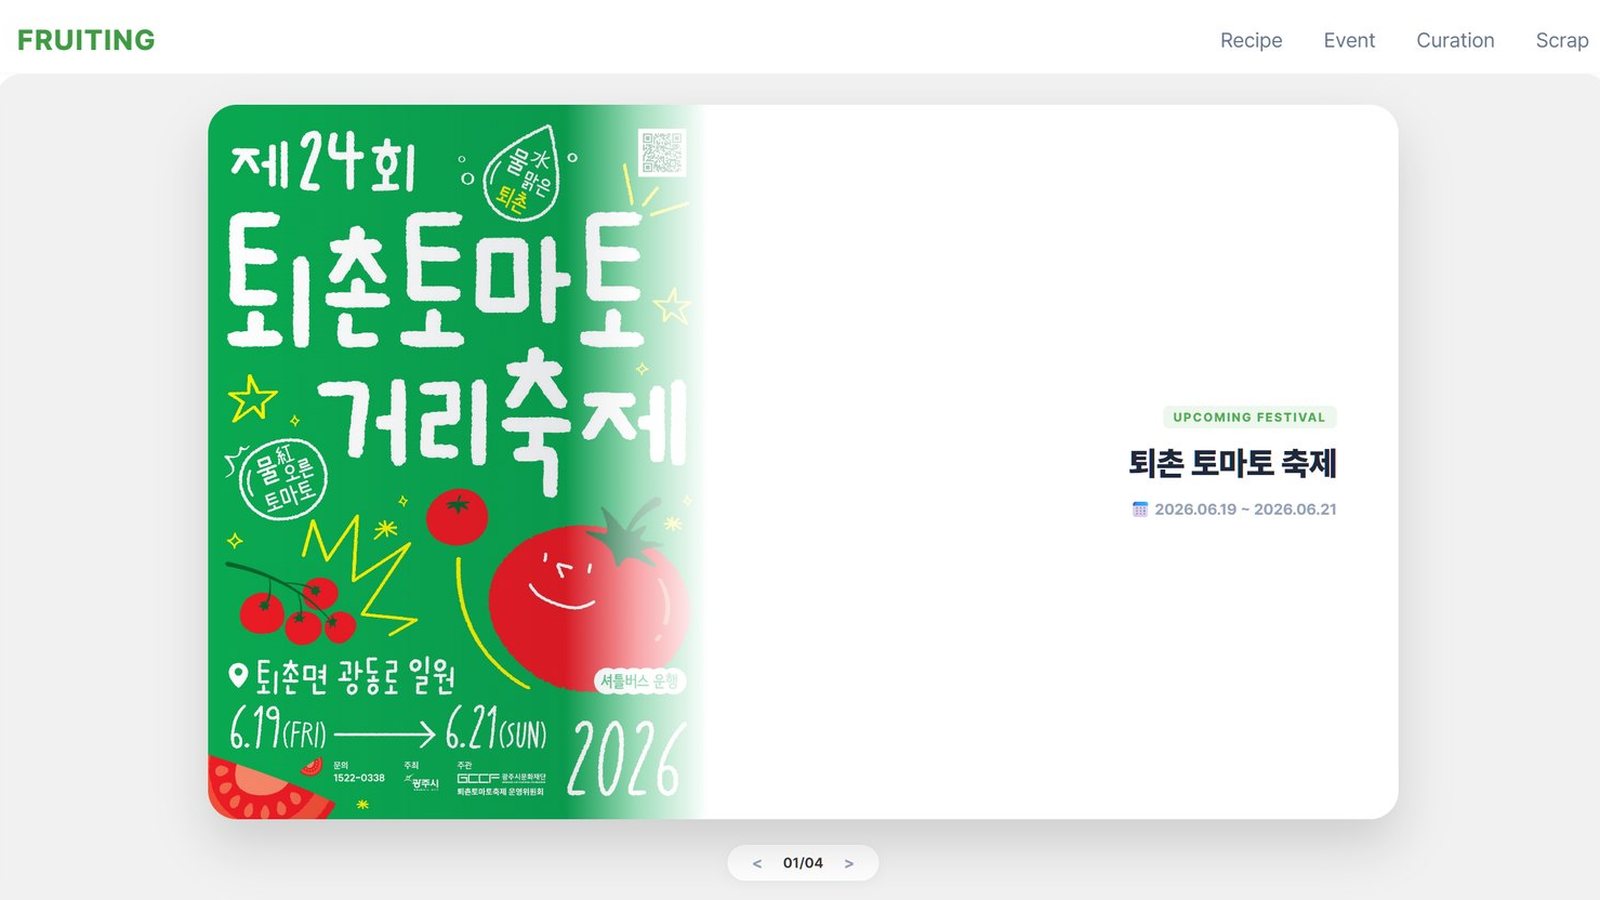 FRUITING
Recipe
Event
Curation
Scrap
제24회
물水
맑은
퇴촌
퇴촌토마토
거리축제
물紅
오른
토마토
퇴촌면 광동로 일원
셔틀버스 운행
6.19(FRI) → 6.21(SUN)
2026
문의
1522-0338
주최
광주시
주관
GCCF 광주시문화재단
퇴촌토마토축제 운영위원회
UPCOMING FESTIVAL
퇴촌 토마토 축제
2026.06.19 ~ 2026.06.21
< 01/04 >